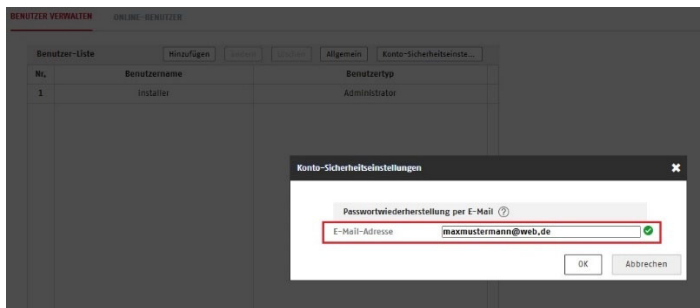 BENUTZER VERWALTEN ONLINE-BENUTZER
Benutzer-Liste Hinzufügen Löschen Allgemein Konto-Sicherheitseinste...
Nr. Benutzername Benutzertyp
1 Installer Administrator
Konto-Sicherheitseinstellungen
Passwortwiederherstellung per E-Mail
E-Mail-Adresse maxmustermann@web.de
OK Abbrechen